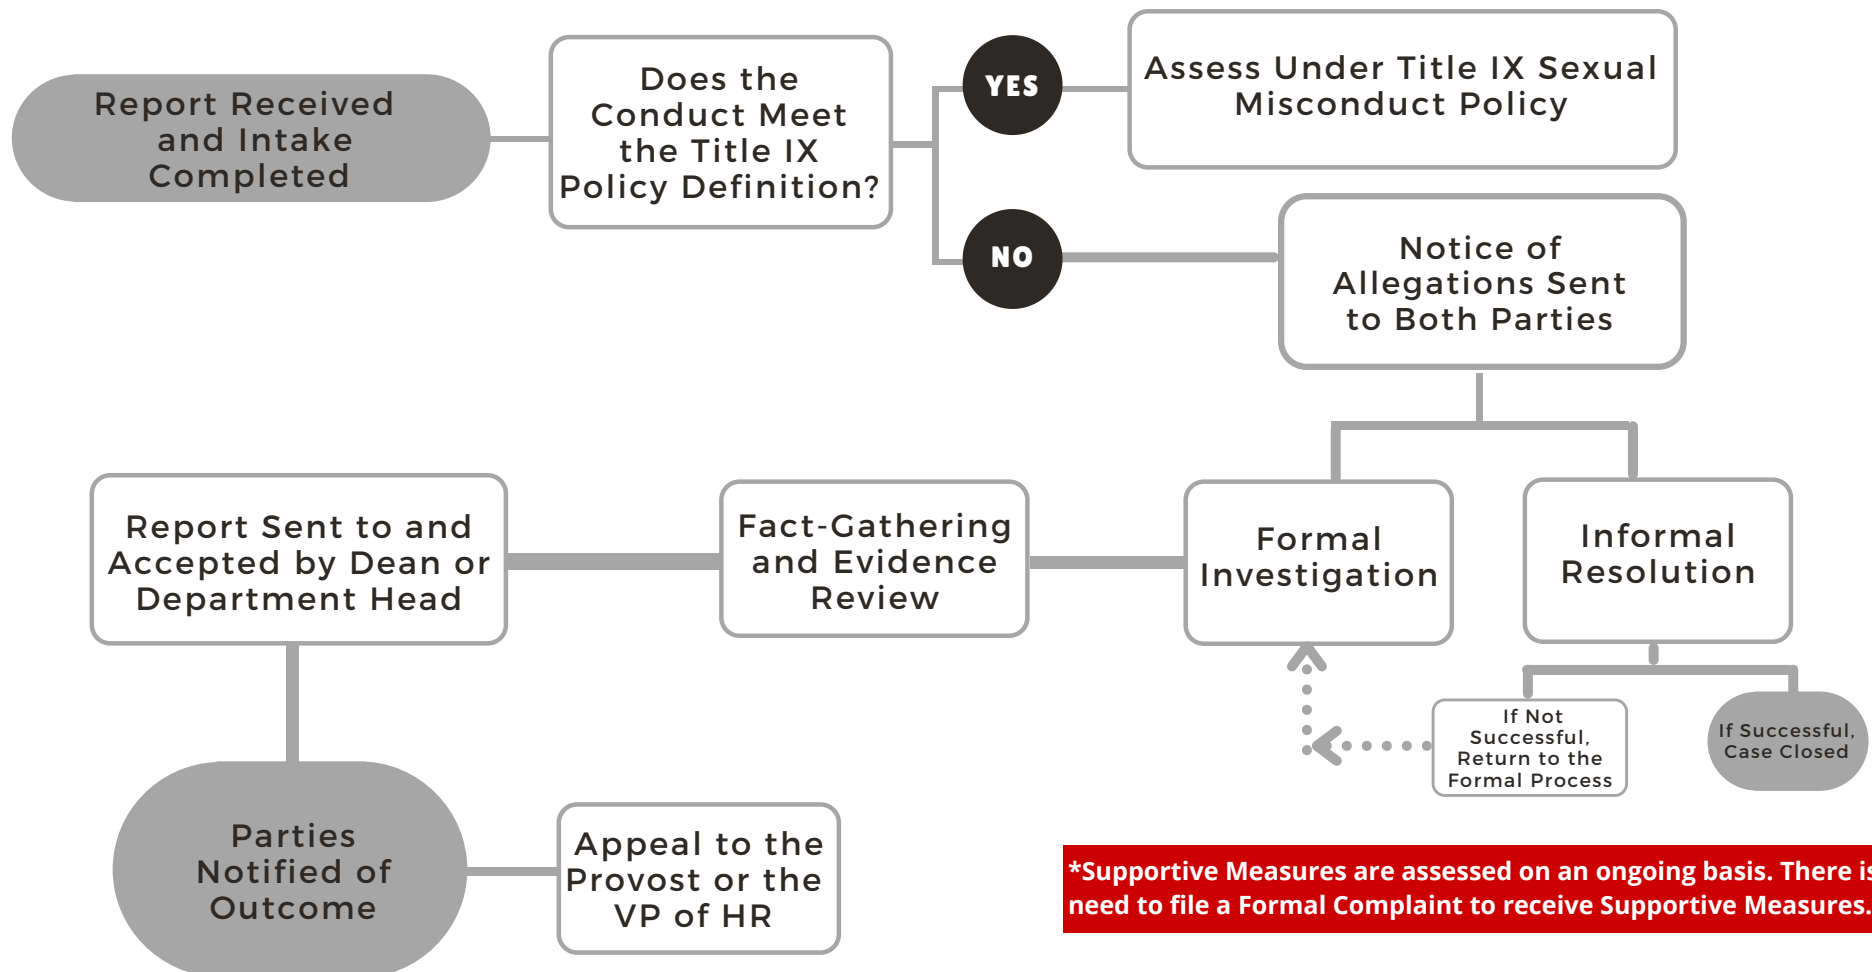 Report Received
and Intake
Completed
Does the
Conduct Meet
the Title IX
Policy Definition?
YES
Assess Under Title IX Sexual
Misconduct Policy
NO
Notice of
Allegations Sent
to Both Parties
Formal
Investigation
Informal
Resolution
If Not
Successful,
Return to the
Formal Process
If Successful,
Case Closed
Fact-Gathering
and Evidence
Review
Report Sent to and
Accepted by Dean or
Department Head
Parties
Notified of
Outcome
Appeal to the
Provost or the
VP of HR
*Supportive Measures are assessed on an ongoing basis. There is
need to file a Formal Complaint to receive Supportive Measures.